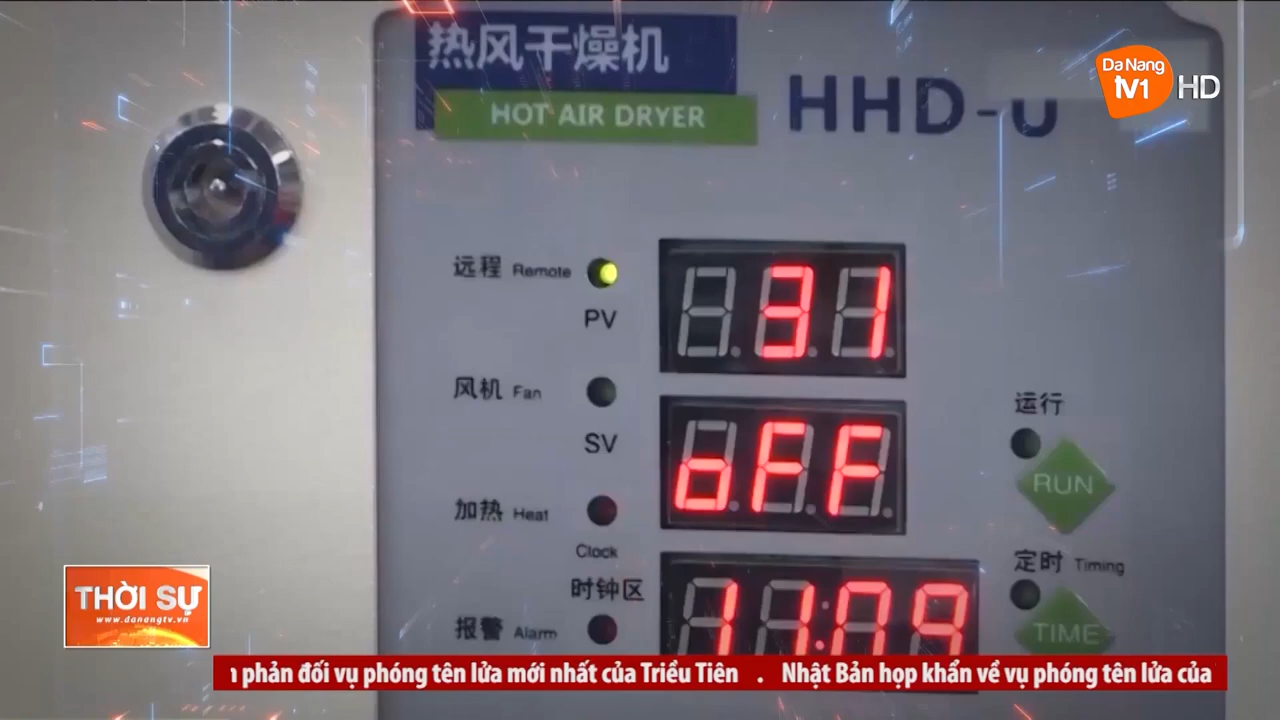 热风干燥机
HOT AIR DRYER
HHD-
Da Nang
TV1 HD
远程 Remote
PV
31
风机 Fan
SV
oFF
加热 Heat
运行
RUN
Clock
时钟区
11:09
报警 Alarm
定时 Timing
TIME
THỜI SỰ
www.danangtv.vn
phản đối vụ phóng tên lửa mới nhất của Triều Tiên . Nhật Bản họp khẩn về vụ phóng tên lửa của